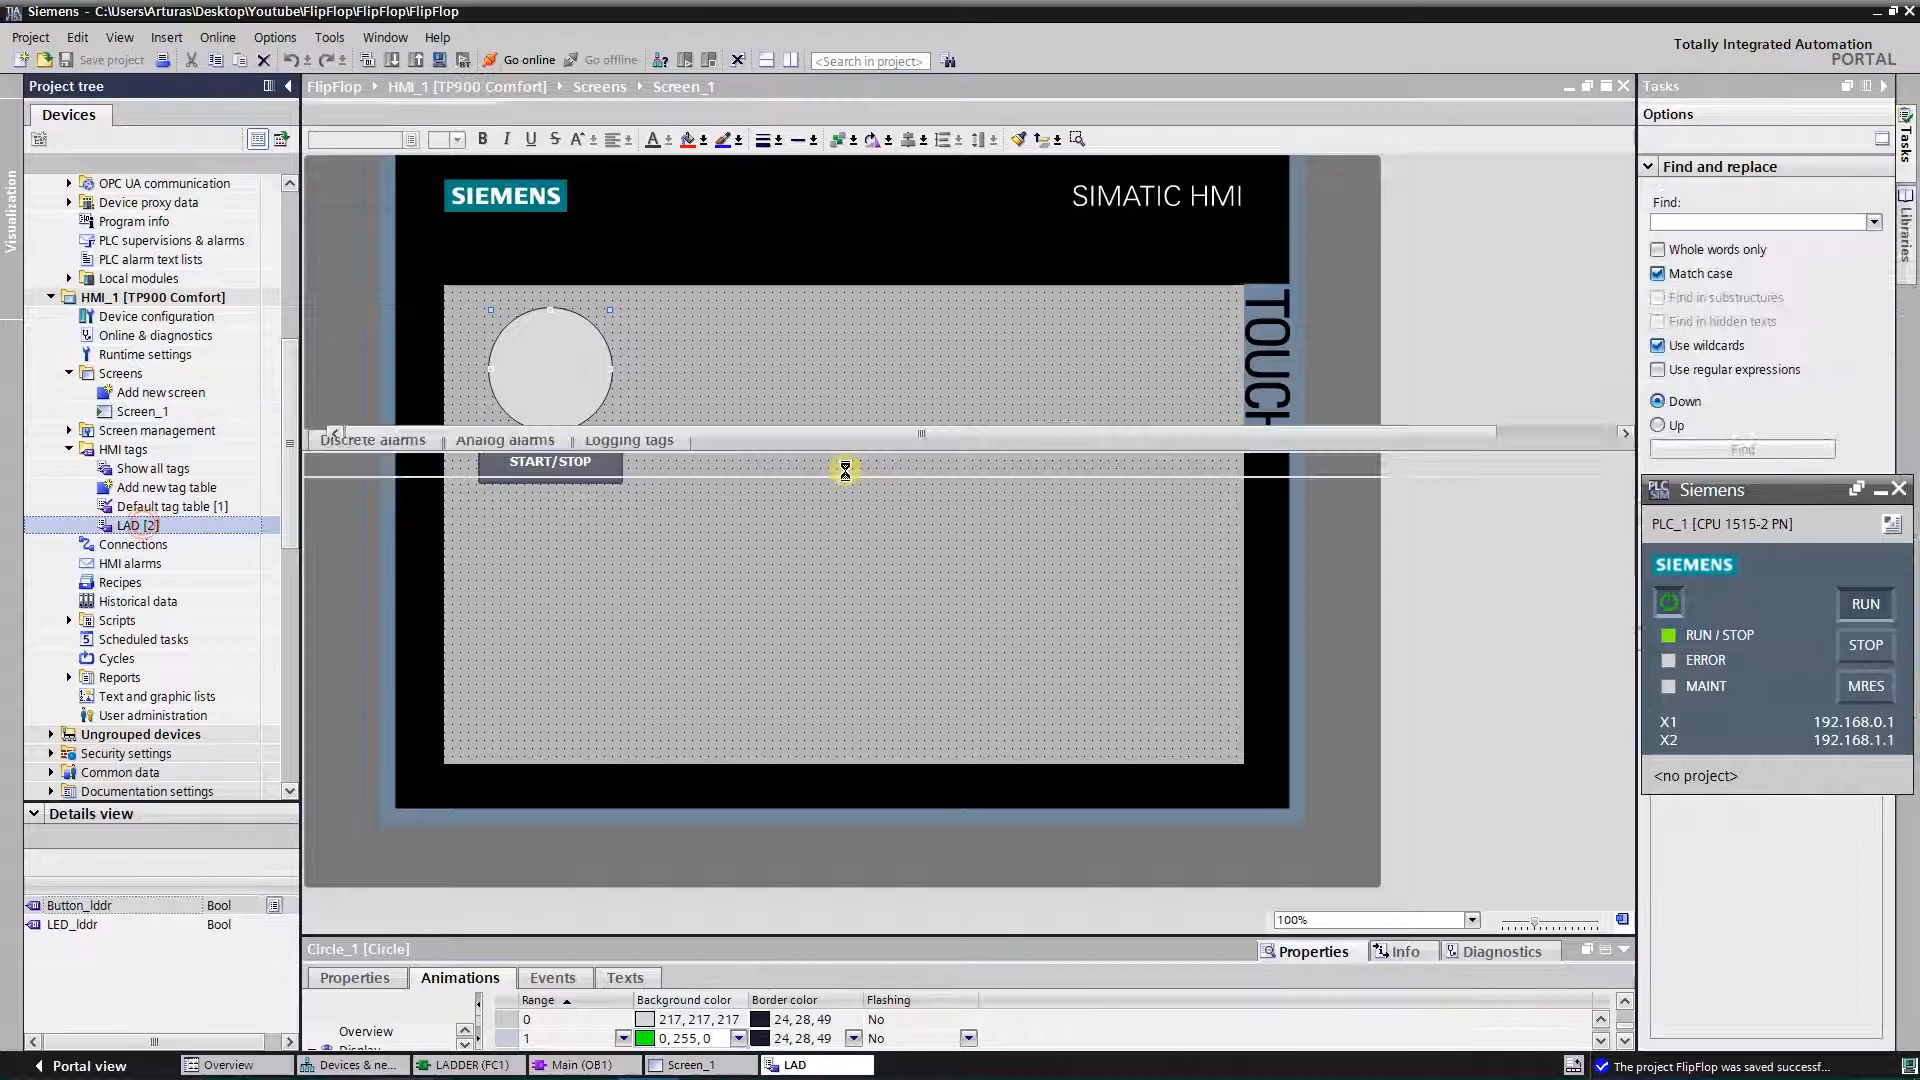 Siemens - C:\Users\Arturas\Desktop\Youtube\FlipFlop\FlipFlop\FlipFlop
Project Edit View Insert Online Options Tools Window Help
Totally Integrated Automation
PORTAL
Save project
Go online
Go offline
<Search in project>
Project tree
Devices
Visualization
OPC UA communication
Device proxy data
Program info
PLC supervisions & alarms
PLC alarm text lists
Local modules
HMI_1 [TP900 Comfort]
Device configuration
Online & diagnostics
Runtime settings
Screens
Add new screen
Screen_1
Screen management
HMI tags
Show all tags
Add new tag table
Default tag table [1]
LAD [2]
Connections
HMI alarms
Recipes
Historical data
Scripts
Scheduled tasks
Cycles
Reports
Text and graphic lists
User administration
Ungrouped devices
Security settings
Common data
Documentation settings
Details view
Button_lddr Bool
LED_lddr Bool
FlipFlop HMI_1 [TP900 Comfort] Screens Screen_1
B I U S A A
SIEMENS
SIMATIC HMI
TOUCH
Discrete alarms Analog alarms Logging tags
START/STOP
100%
Circle_1 [Circle]
Properties Info Diagnostics
Properties Animations Events Texts
Overview
Display
Range Background color Border color Flashing
0 217, 217, 217 24, 28, 49 No
1 0, 255, 0 24, 28, 49 No
Tasks
Options
Find and replace
Find:
Whole words only
Match case
Find in substructures
Find in hidden texts
Use wildcards
Use regular expressions
Down
Up
Find
Tasks
Libraries
PLC SIM Siemens
PLC_1 [CPU 1515-2 PN]
SIEMENS
RUN
RUN / STOP
STOP
ERROR
MAINT
MRES
X1 192.168.0.1
X2 192.168.1.1
<no project>
Portal view
Overview
Devices & ne...
LADDER (FC1)
Main (OB1)
Screen_1
LAD
The project FlipFlop was saved successf...